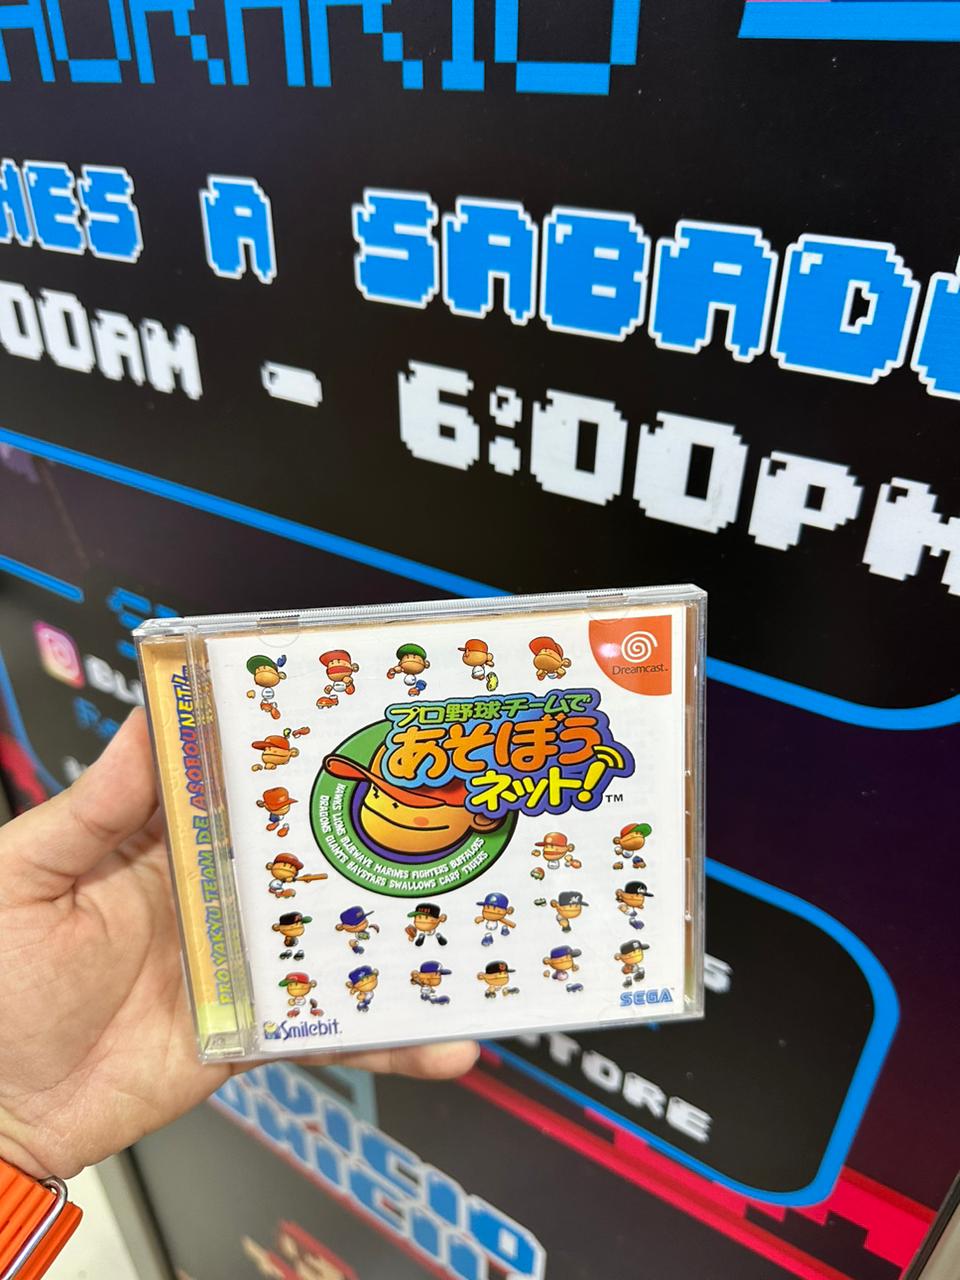 HORARIO
NES A SABADO
00AM - 6:00PM
Dreamcast™
プロ野球チームで
あそぼう
ネット!™
HAWKS LIONS BLUEWAVE MARINES FIGHTERS BUFFALOES
DRAGONS GIANTS BAYSTARS SWALLOWS CARP TIGERS
PRO YAKYU TEAM DE ASOBOU NET!
SEGA
Smilebit.
TORE